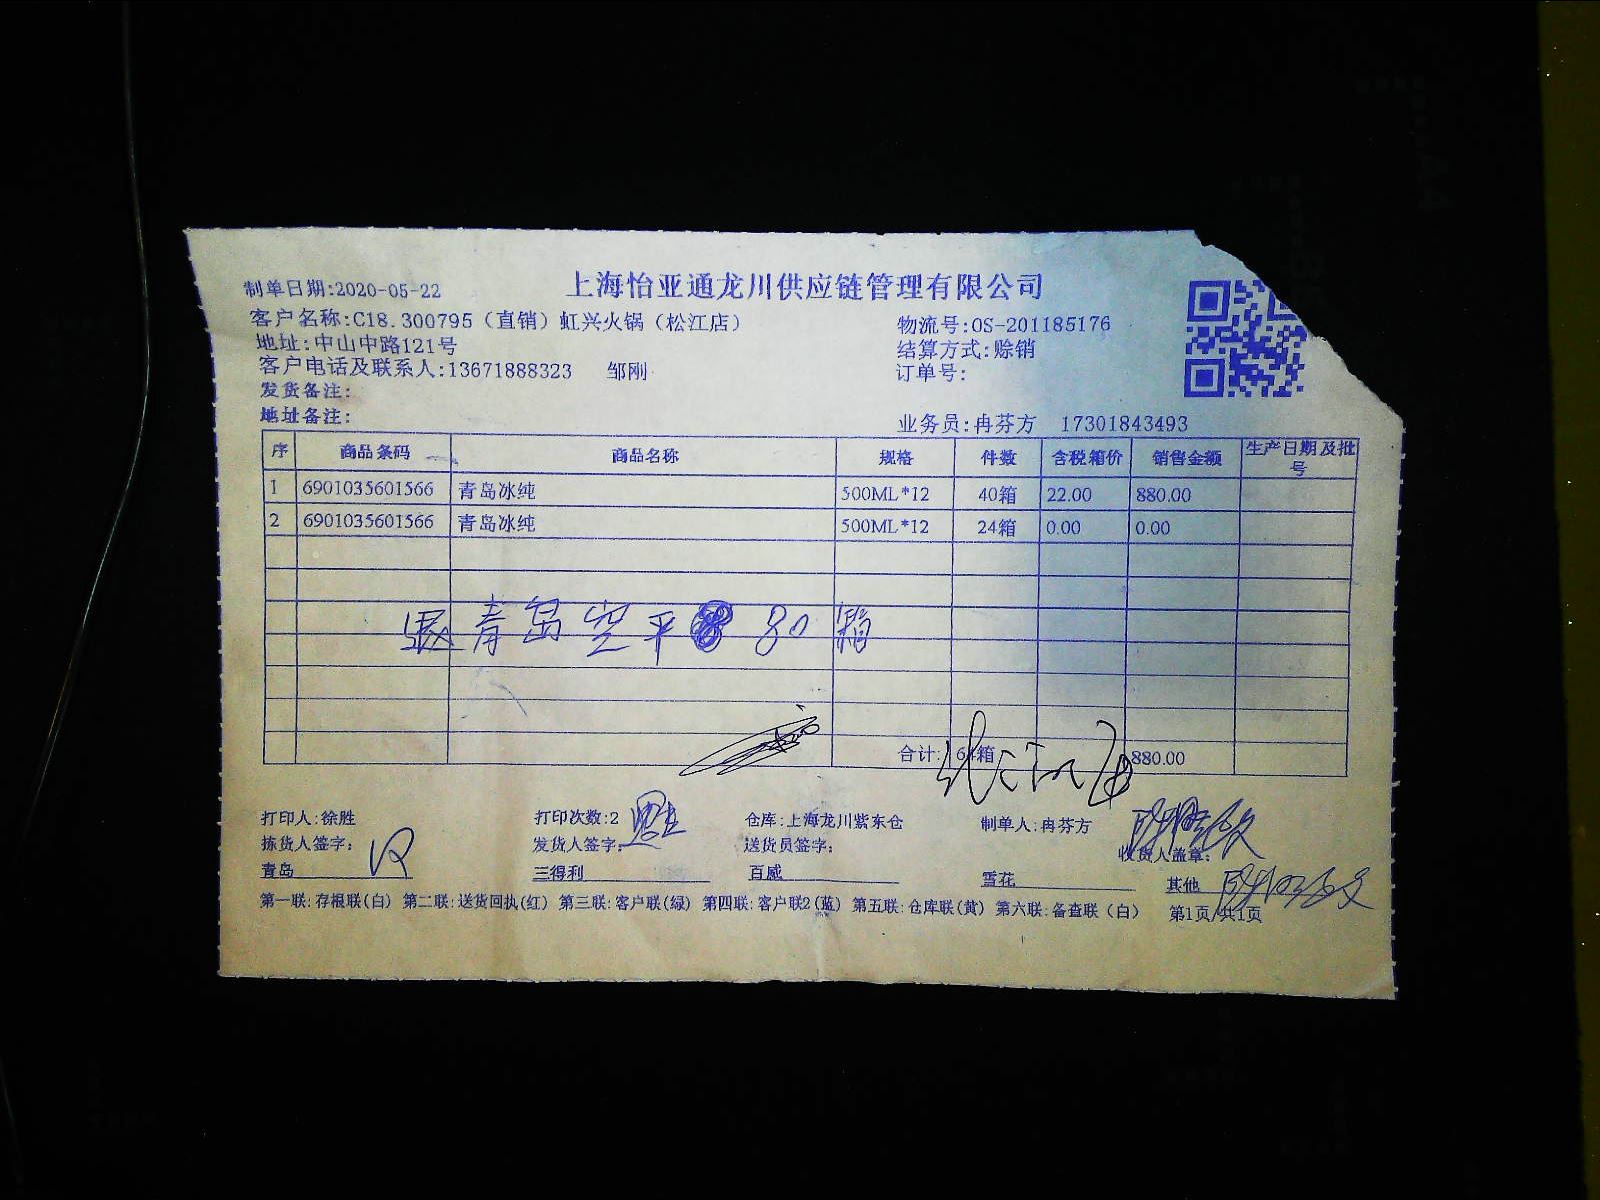 上海怡亚通龙川供应链管理有限公司
制单日期:2020-05-22
客户名称:C18.300795（直销）虹兴火锅（松江店）
物流号:OS-201185176
地址:中山中路121号
结算方式:赊销
客户电话及联系人:13671888323 邹刚
订单号:
发货备注:
地址备注:
业务员:冉芬方 17301843493
序 商品条码 商品名称 规格 件数 含税箱价 销售金额 生产日期及批号
1 6901035601566 青岛冰纯 500ML*12 40箱 22.00 880.00
2 6901035601566 青岛冰纯 500ML*12 24箱 0.00 0.00
青岛空平 80 箱
合计: 64箱 880.00
打印人:徐胜 打印次数:2 仓库:上海龙川紫东仓 制单人:冉芬方
拣货人签字: 发货人签字: 送货员签字: 收货人盖章:
青岛 三得利 百威 雪花 其他
第一联:存根联(白) 第二联:送货回执(红) 第三联:客户联(绿) 第四联:客户联2(蓝) 第五联:仓库联(黄) 第六联:备查联（白） 第1页/共1页